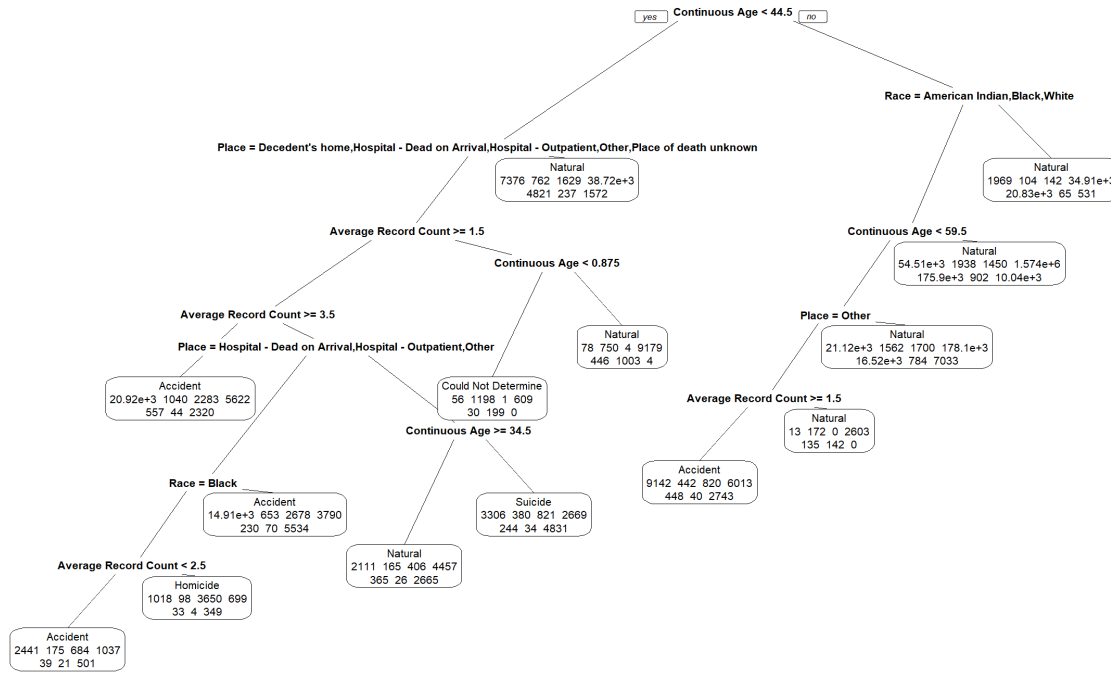 yes Continuous Age < 44.5 no
Race = American Indian,Black,White
Place = Decedent's home,Hospital - Dead on Arrival,Hospital - Outpatient,Other,Place of death unknown
Natural
7376 762 1629 38.72e+3
4821 237 1572
Natural
1969 104 142 34.91e+3
20.83e+3 65 531
Average Record Count >= 1.5
Continuous Age < 59.5
Natural
54.51e+3 1938 1450 1.574e+6
175.9e+3 902 10.04e+3
Continuous Age < 0.875
Average Record Count >= 3.5
Place = Other
Natural
78 750 4 9179
446 1003 4
Natural
21.12e+3 1562 1700 178.1e+3
16.52e+3 784 7033
Place = Hospital - Dead on Arrival,Hospital - Outpatient,Other
Accident
20.92e+3 1040 2283 5622
557 44 2320
Could Not Determine
56 1198 1 609
30 199 0
Average Record Count >= 1.5
Natural
13 172 0 2603
135 142 0
Continuous Age >= 34.5
Accident
9142 442 820 6013
448 40 2743
Race = Black
Accident
14.91e+3 653 2678 3790
230 70 5534
Suicide
3306 380 821 2669
244 34 4831
Natural
2111 165 406 4457
365 26 2665
Average Record Count < 2.5
Homicide
1018 98 3650 699
33 4 349
Accident
2441 175 684 1037
39 21 501